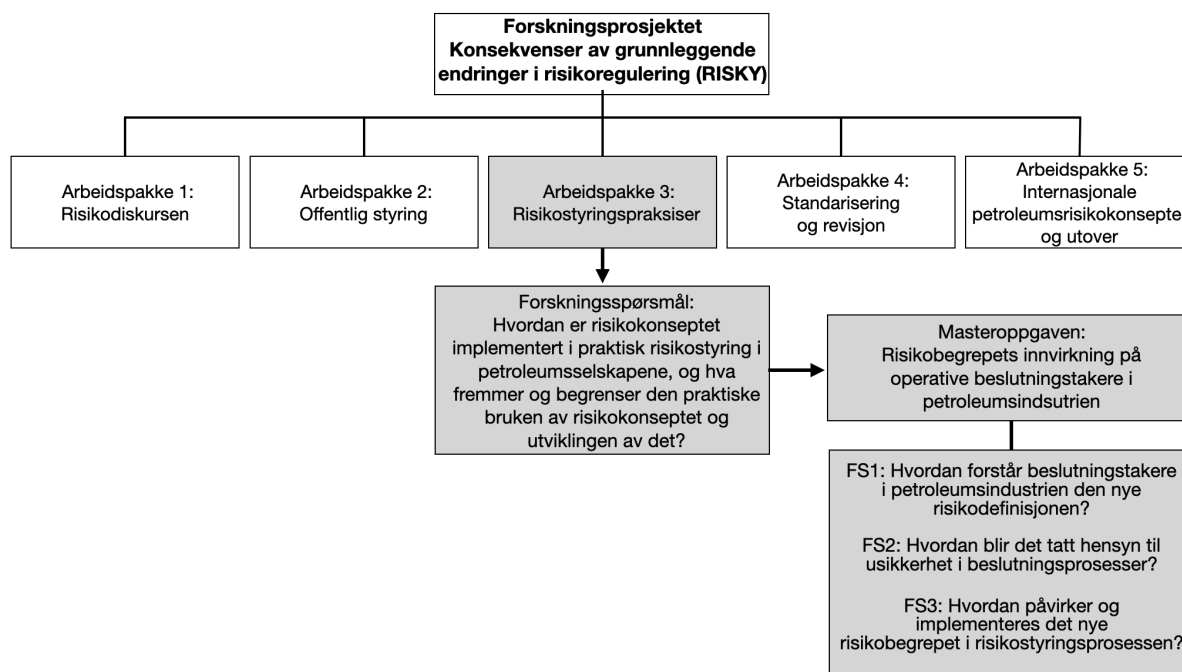 Forskningsprosjektet
Konsekvenser av grunnleggende
endringer i risikoregulering (RISKY)
Arbeidspakke 1:
Risikodiskursen
Arbeidspakke 2:
Offentlig styring
Arbeidspakke 3:
Risikostyringspraksiser
Arbeidspakke 4:
Standarisering
og revisjon
Arbeidspakke 5:
Internasjonale
petroleumsrisikokonsepte
og utover
Forskningsspørsmål:
Hvordan er risikokonseptet
implementert i praktisk risikostyring i
petroleumsselskapene, og hva
fremmer og begrenser den praktiske
bruken av risikokonseptet og
utviklingen av det?
Masteroppgaven:
Risikobegrepets innvirkning på
operative beslutningstakere i
petroleumsindsutrien
FS1: Hvordan forstår beslutningstakere
i petroleumsindustrien den nye
risikodefinisjonen?
FS2: Hvordan blir det tatt hensyn til
usikkerhet i beslutningsprosesser?
FS3: Hvordan påvirker og
implementeres det nye
risikobegrepet i risikostyringsprosessen?